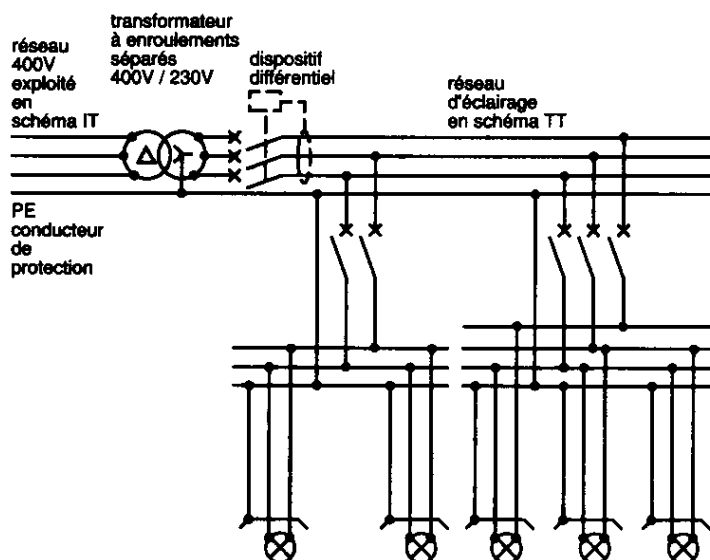 réseau
400V
exploité
en
schéma IT
transformateur
à enroulements
séparés
400V / 230V
dispositif
différentiel
réseau
d'éclairage
en schéma TT
PE
conducteur
de
protection